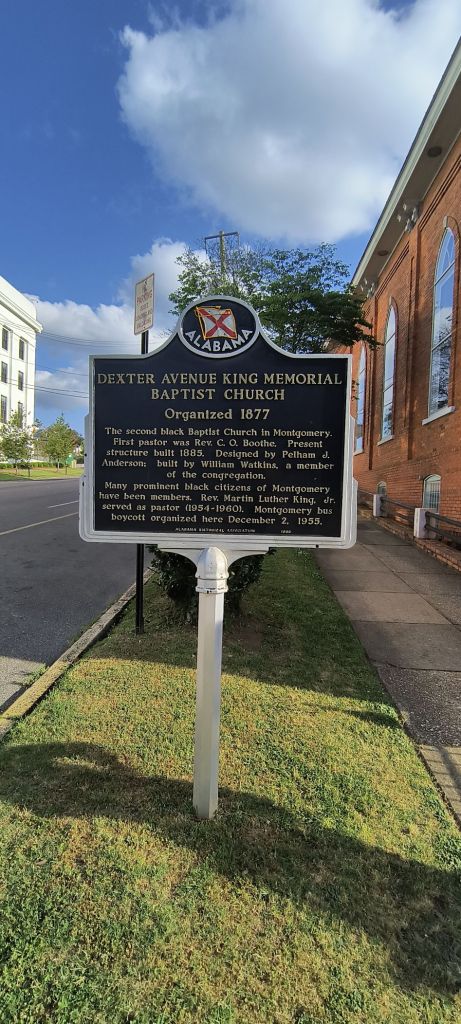 ALABAMA
DEXTER AVENUE KING MEMORIAL
BAPTIST CHURCH
Organized 1877
The second black Baptist Church in Montgomery.
First pastor was Rev. C. O. Boothe. Present
structure built 1885. Designed by Pelham J.
Anderson; built by William Watkins, a member
of the congregation.
Many prominent black citizens of Montgomery
have been members. Rev. Martin Luther King, Jr.
served as pastor (1954-1960). Montgomery bus
boycott organized here December 2, 1955.
ALABAMA HISTORICAL ASSOCIATION
PARKING